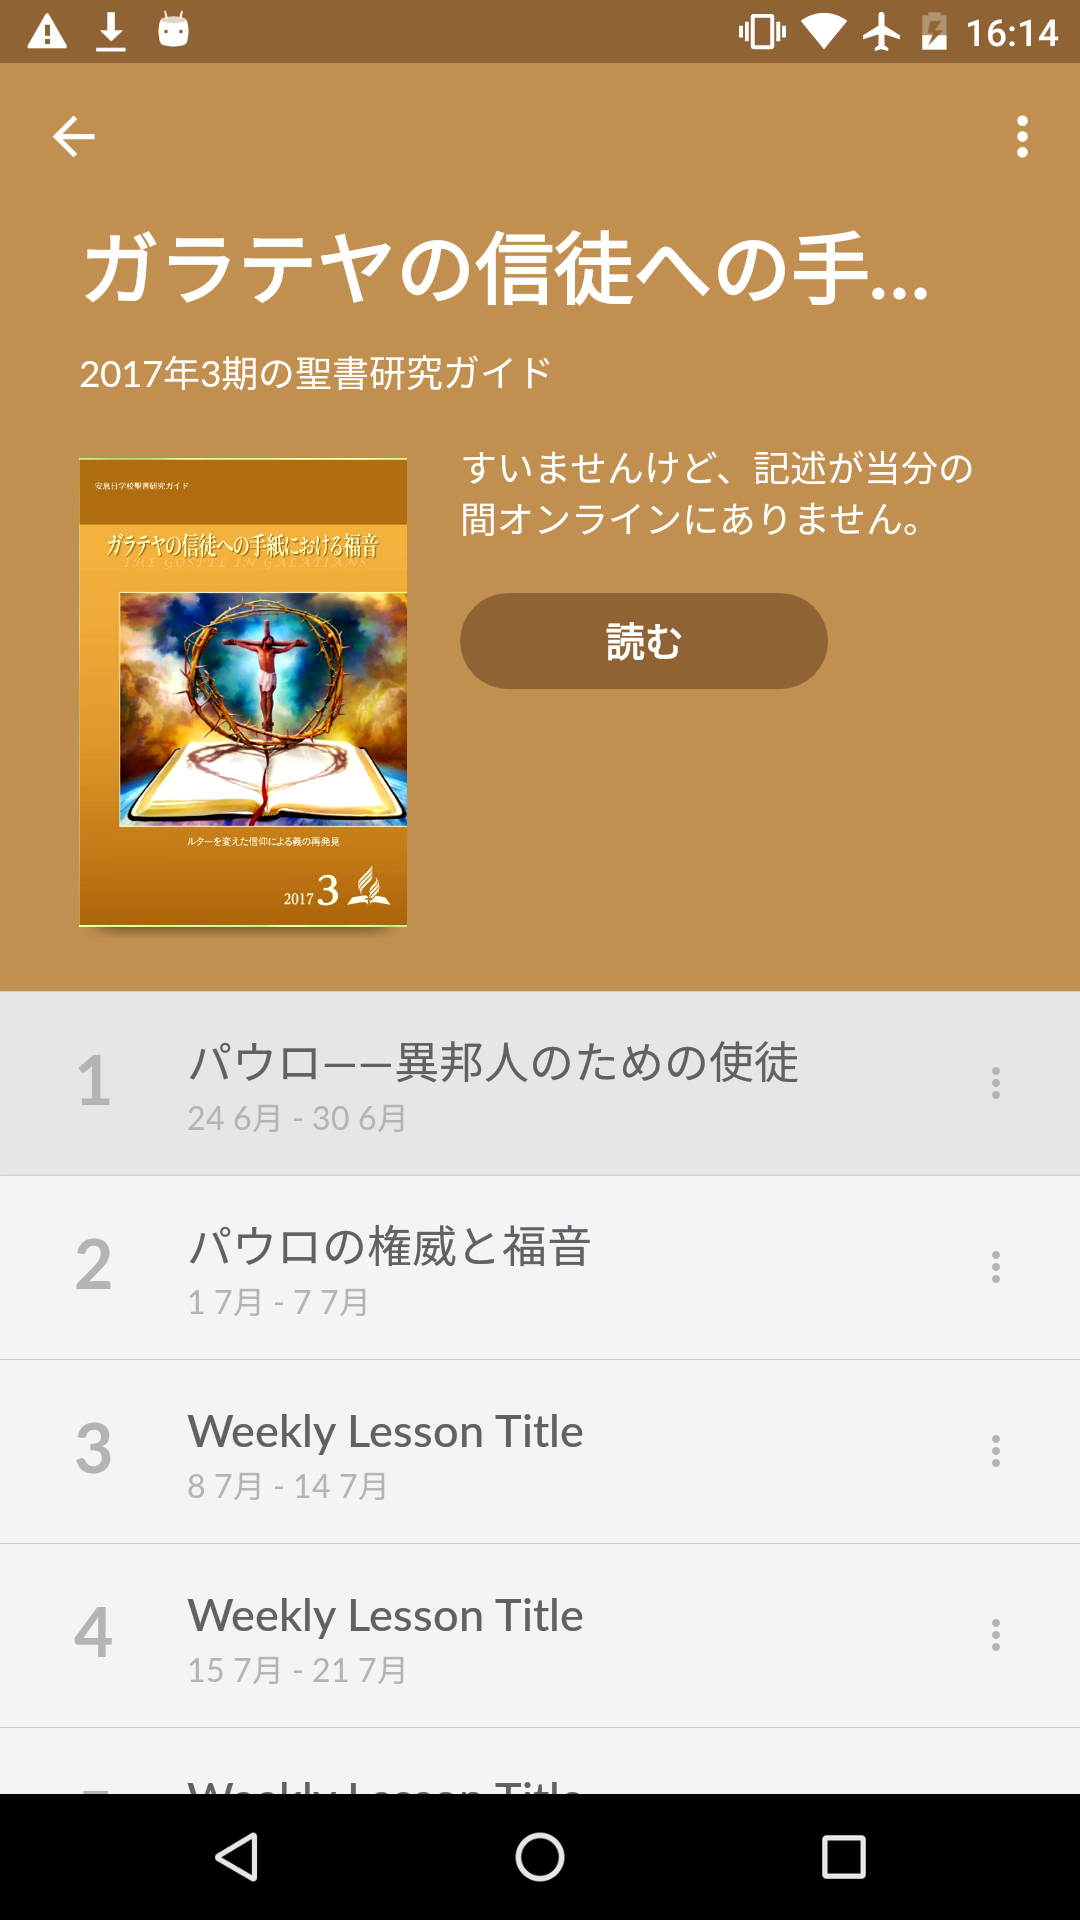 16:14
ガラテヤの信徒への手...
2017年3期の聖書研究ガイド
安息日学校聖書研究ガイド
ガラテヤの信徒への手紙における福音
THE GOSPEL IN GALATIANS
ルターを変えた信仰による義の再発見
2017 3
すいませんけど、記述が当分の
間オンラインにありません。
読む
1
パウロ——異邦人のための使徒
24 6月 - 30 6月
2
パウロの権威と福音
1 7月 - 7 7月
3
Weekly Lesson Title
8 7月 - 14 7月
4
Weekly Lesson Title
15 7月 - 21 7月
Weekly Lesson Title